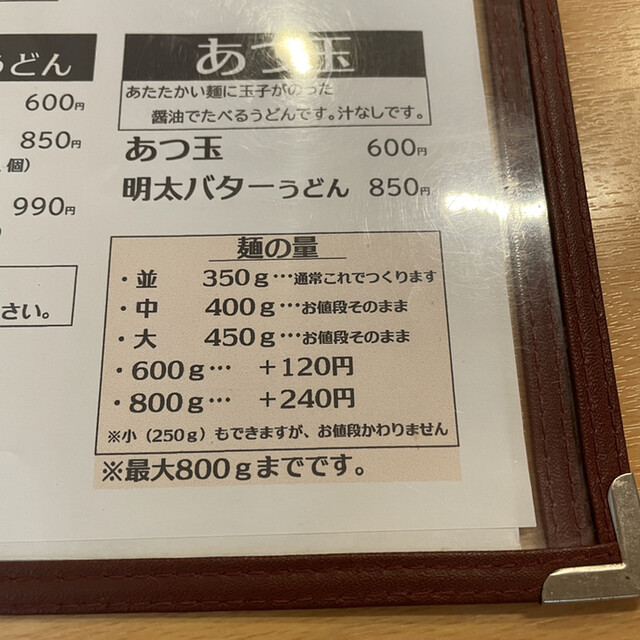 うどん
600円
850円
個)
990円
さい。
あつ玉
あたたかい麺に玉子がのった
醤油でたべるうどんです。汁なしです。
あつ玉 600円
明太バターうどん 850円
麺の量
・並 350g…通常これでつくります
・中 400g…お値段そのまま
・大 450g…お値段そのまま
・600g… +120円
・800g… +240円
※小(250g)もできますが、お値段かわりません
※最大800gまでです。